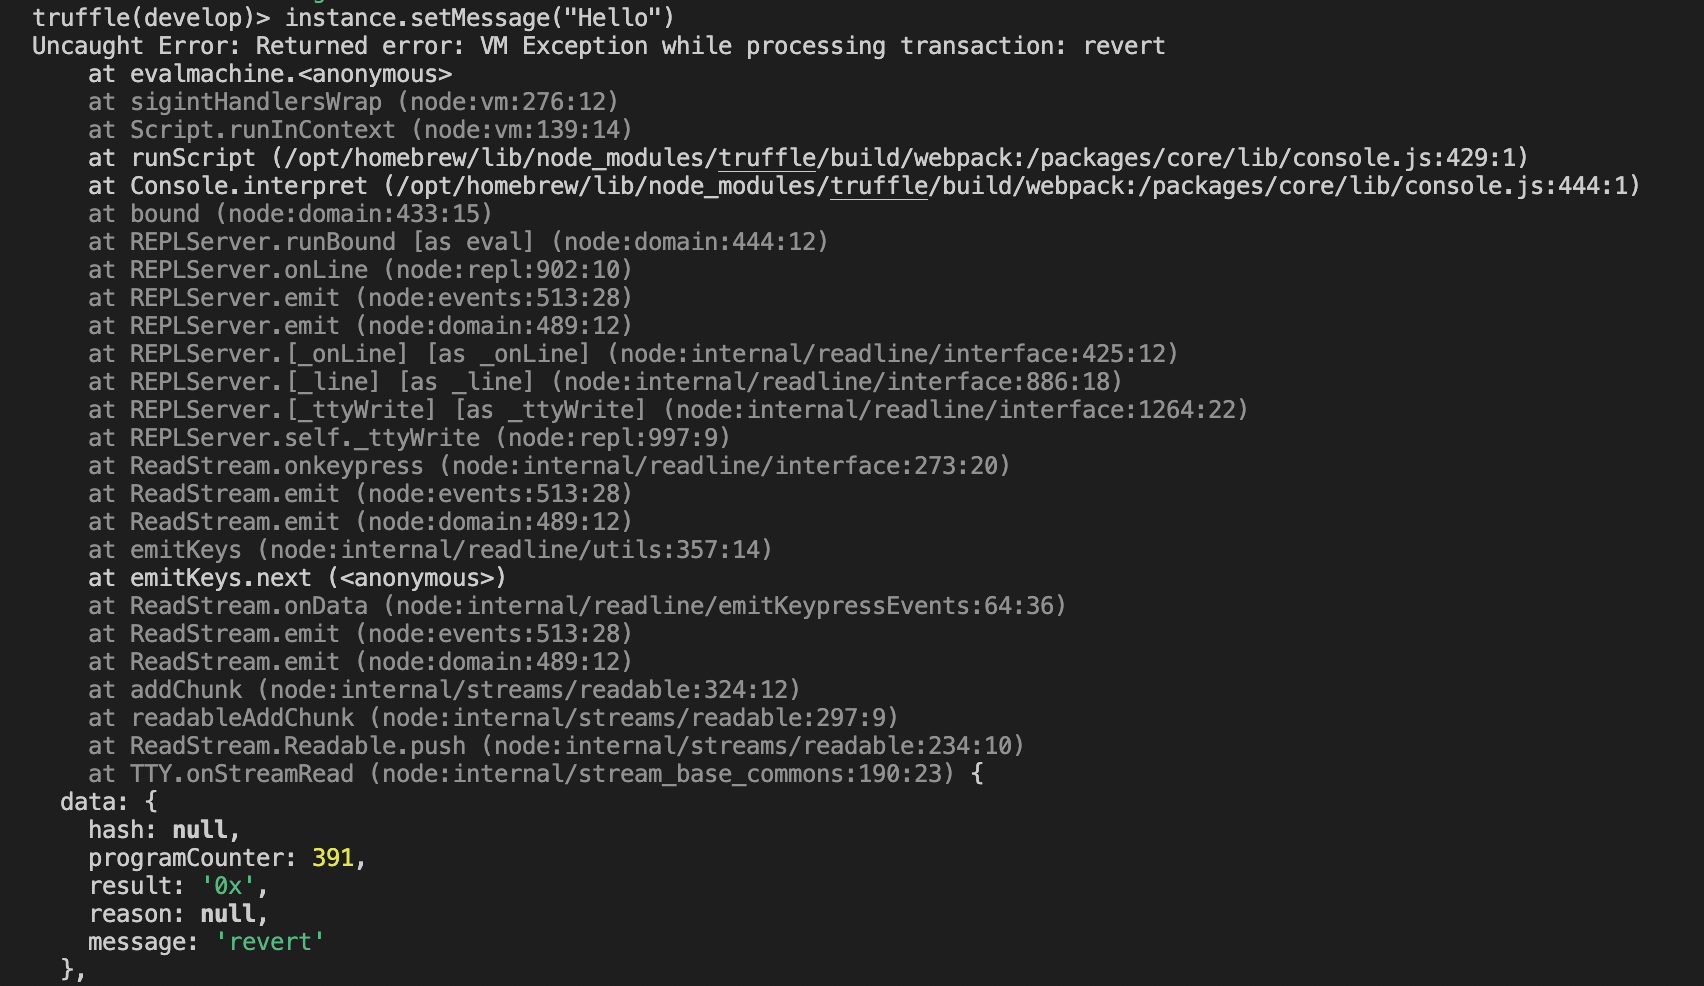 truffle(develop)> instance.setMessage("Hello")
Uncaught Error: Returned error: VM Exception while processing transaction: revert
at evalmachine.<anonymous>
at sigintHandlersWrap (node:vm:276:12)
at Script.runInContext (node:vm:139:14)
at runScript (/opt/homebrew/lib/node_modules/truffle/build/webpack:/packages/core/lib/console.js:429:1)
at Console.interpret (/opt/homebrew/lib/node_modules/truffle/build/webpack:/packages/core/lib/console.js:444:1)
at bound (node:domain:433:15)
at REPLServer.runBound [as eval] (node:domain:444:12)
at REPLServer.onLine (node:repl:902:10)
at REPLServer.emit (node:events:513:28)
at REPLServer.emit (node:domain:489:12)
at REPLServer.[_onLine] [as _onLine] (node:internal/readline/interface:425:12)
at REPLServer.[_line] [as _line] (node:internal/readline/interface:886:18)
at REPLServer.[_ttyWrite] [as _ttyWrite] (node:internal/readline/interface:1264:22)
at REPLServer.self._ttyWrite (node:repl:997:9)
at ReadStream.onkeypress (node:internal/readline/interface:273:20)
at ReadStream.emit (node:events:513:28)
at ReadStream.emit (node:domain:489:12)
at emitKeys (node:internal/readline/utils:357:14)
at emitKeys.next (<anonymous>)
at ReadStream.onData (node:internal/readline/emitKeypressEvents:64:36)
at ReadStream.emit (node:events:513:28)
at ReadStream.emit (node:domain:489:12)
at addChunk (node:internal/streams/readable:324:12)
at readableAddChunk (node:internal/streams/readable:297:9)
at ReadStream.Readable.push (node:internal/streams/readable:234:10)
at TTY.onStreamRead (node:internal/stream_base_commons:190:23) {
data: {
hash: null,
programCounter: 391,
result: '0x',
reason: null,
message: 'revert'
},